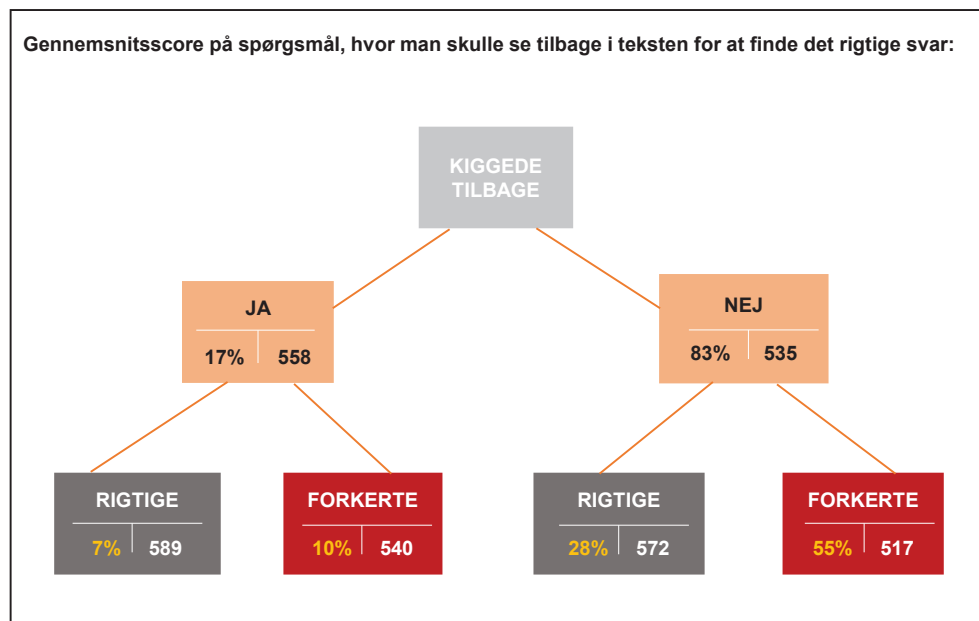 Gennemsnitsscore på spørgsmål, hvor man skulle se tilbage i teksten for at finde det rigtige svar:
KIGGEDE
TILBAGE
JA
17% 558
NEJ
83% 535
RIGTIGE
7% 589
FORKERTE
10% 540
RIGTIGE
28% 572
FORKERTE
55% 517